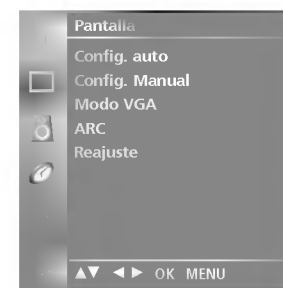 Pantalla
Config. auto
Config. Manual
Modo VGA
ARC
Reajuste
▲▼ ◄► OK MENU